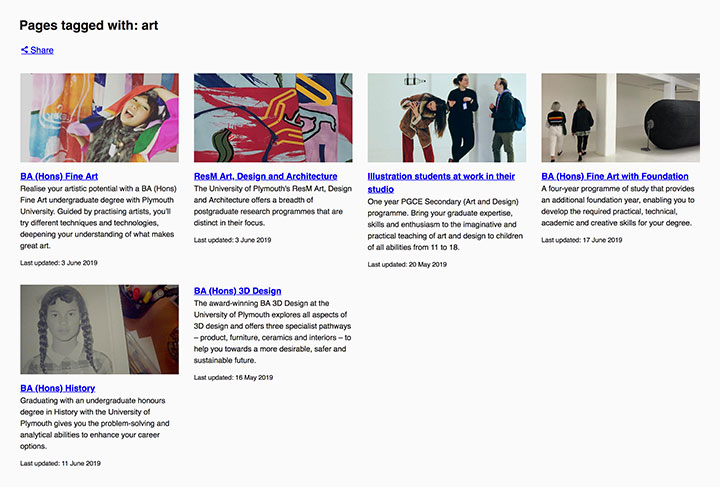 Pages tagged with: art
Share
BA (Hons) Fine Art
Realise your artistic potential with a BA (Hons)
Fine Art undergraduate degree with Plymouth
University. Guided by practising artists, you'll
try different techniques and technologies,
deepening your understanding of what makes
great art.
Last updated: 3 June 2019
ResM Art, Design and Architecture
The University of Plymouth's ResM Art, Design
and Architecture offers a breadth of
postgraduate research programmes that are
distinct in their focus.
Last updated: 3 June 2019
Illustration students at work in their
studio
One year PGCE Secondary (Art and Design)
programme. Bring your graduate expertise,
skills and enthusiasm to the imaginative and
practical teaching of art and design to children
of all abilities from 11 to 18.
Last updated: 20 May 2019
BA (Hons) Fine Art with Foundation
A four-year programme of study that provides
an additional foundation year, enabling you to
develop the required practical, technical,
academic and creative skills for your degree.
Last updated: 17 June 2019
BA (Hons) History
Graduating with an undergraduate honours
degree in History with the University of
Plymouth gives you the problem-solving and
analytical abilities to enhance your career
options.
Last updated: 11 June 2019
BA (Hons) 3D Design
The award-winning BA 3D Design at the
University of Plymouth explores all aspects of
3D design and offers three specialist pathways
– product, furniture, ceramics and interiors – to
help you towards a more desirable, safer and
sustainable future.
Last updated: 16 May 2019